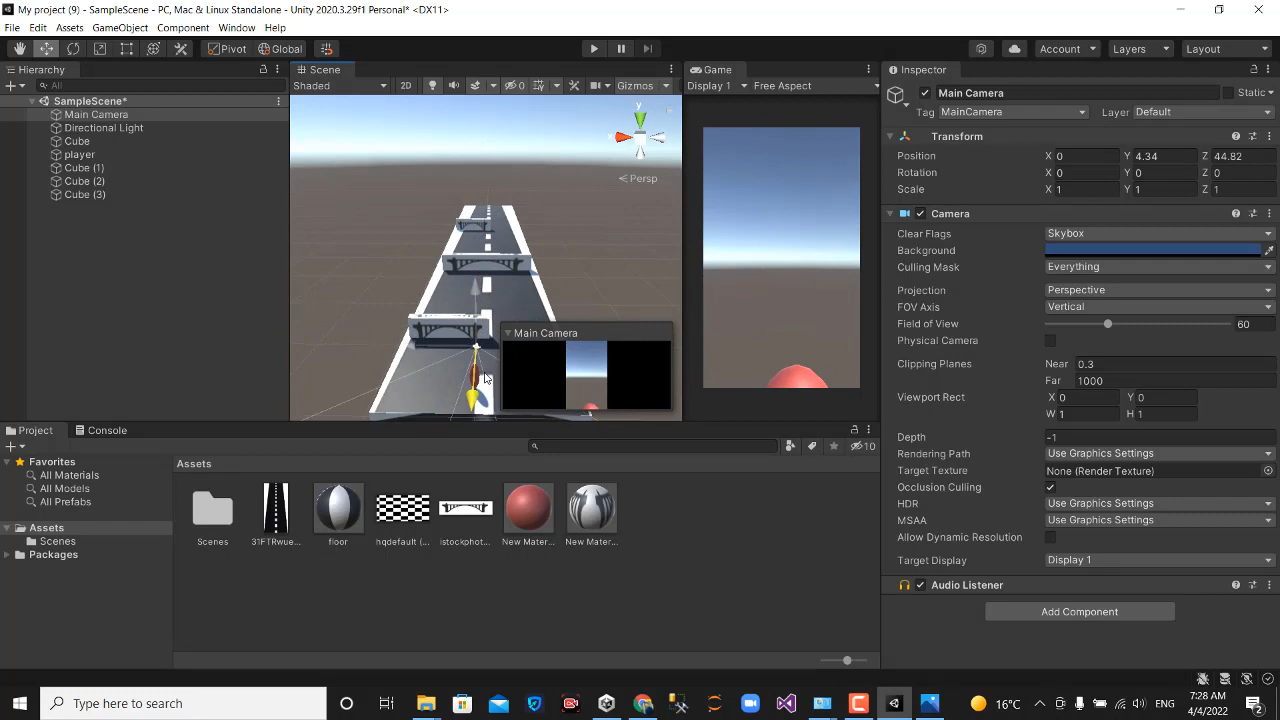 My project (9) - SampleScene - PC, Mac & Linux Standalone - Unity 2020.3.29f1 Personal* <DX11>
File Edit Assets GameObject Component Window Help
Pivot Global Account Layers Layout
Hierarchy
All
SampleScene*
Main Camera
Directional Light
Cube
player
Cube (1)
Cube (2)
Cube (3)
Scene
Shaded 2D 0 Gizmos
y
Persp
Main Camera
Game
Display 1 Free Aspect
Inspector
Main Camera Static
Tag MainCamera Layer Default
Transform
Position X 0 Y 4.34 Z 44.82
Rotation X 0 Y 0 Z 0
Scale X 1 Y 1 Z 1
Camera
Clear Flags Skybox
Background
Culling Mask Everything
Projection Perspective
FOV Axis Vertical
Field of View 60
Physical Camera
Clipping Planes Near 0.3
Far 1000
Viewport Rect X 0 Y 0
W 1 H 1
Depth -1
Rendering Path Use Graphics Settings
Target Texture None (Render Texture)
Occlusion Culling
HDR Use Graphics Settings
MSAA Use Graphics Settings
Allow Dynamic Resolution
Target Display Display 1
Audio Listener
Add Component
Project Console
10
Favorites
All Materials
All Models
All Prefabs
Assets
Scenes
Packages
Assets
Scenes 31FTRwue... floor hqdefault (... istockphot... New Mater... New Mater...
Type here to search
16°C ENG 7:28 AM
4/4/2022
2